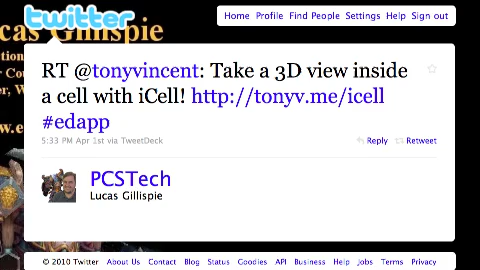 twitter
Home Profile Find People Settings Help Sign out
cas Gillispie
RT @tonyvincent: Take a 3D view inside
a cell with iCell! http://tonyv.me/icell
#edapp
5:33 PM Apr 1st via TweetDeck
Reply Retweet
PCSTech
Lucas Gillispie
© 2010 Twitter About Us Contact Blog Status Goodies API Business Help Jobs Terms Privacy